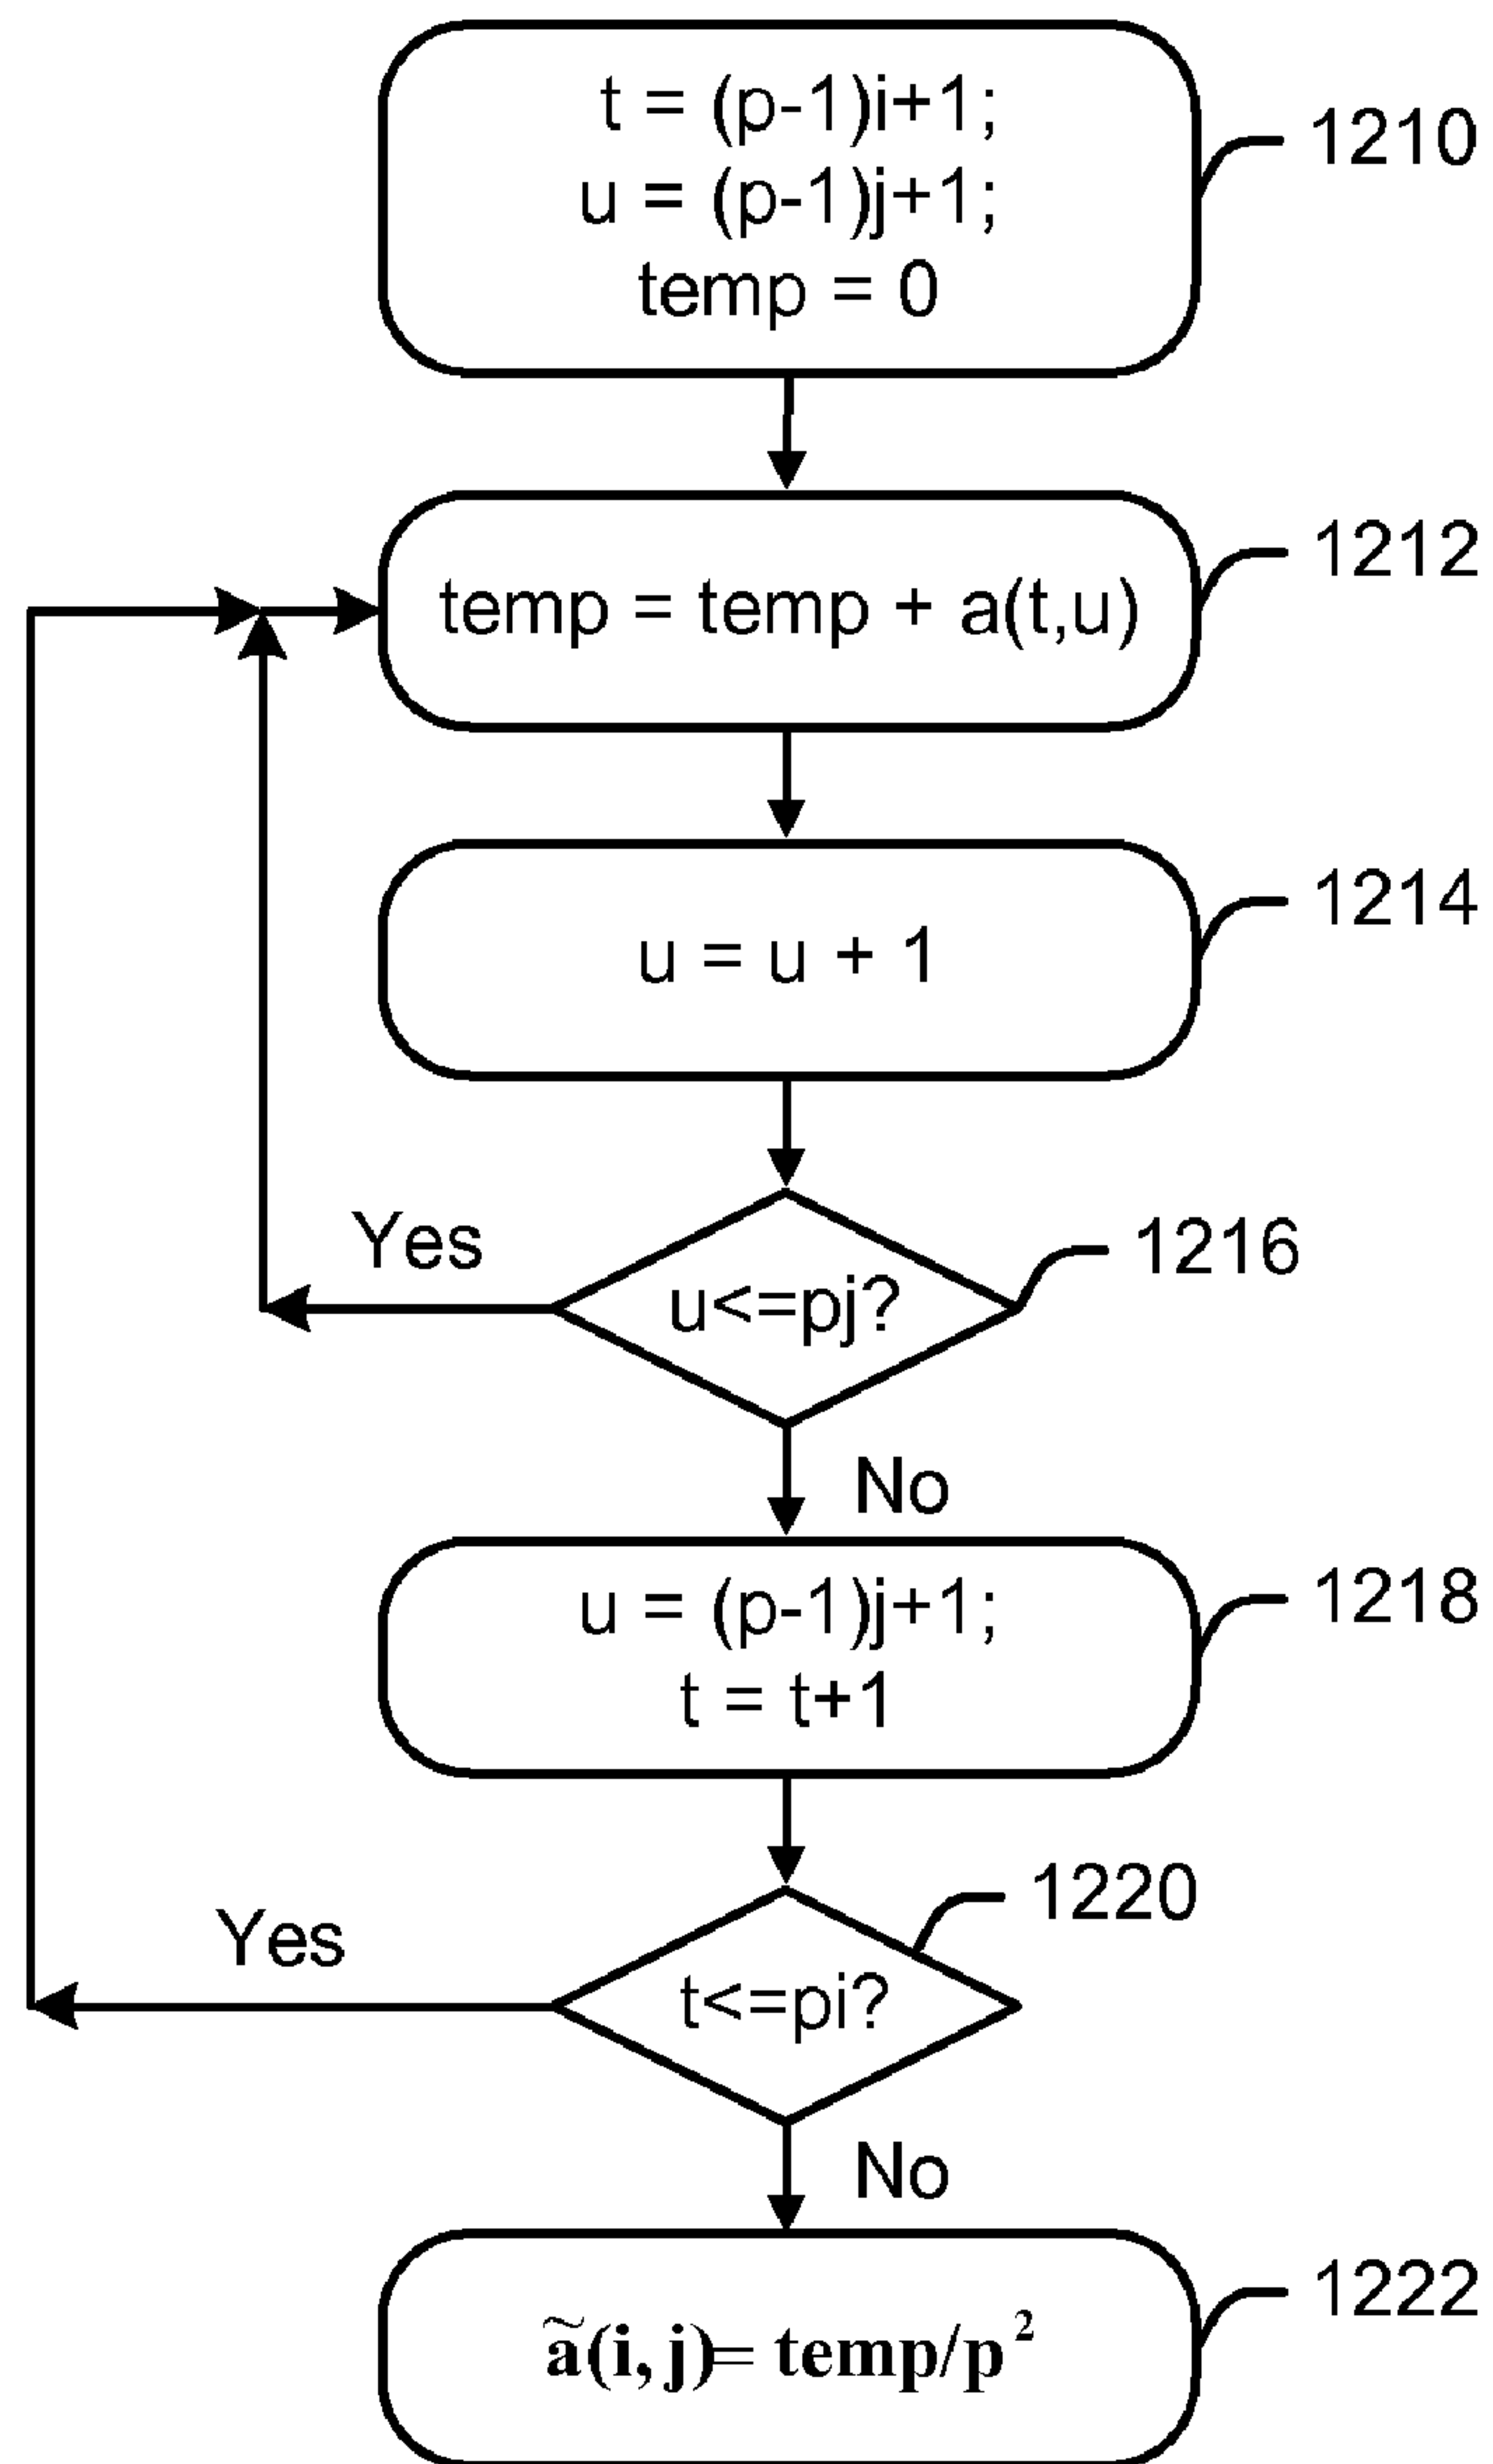 t = (p-1)i+1;
u = (p-1)j+1;
temp = 0
1210
temp = temp + a(t,u)
1212
u = u + 1
1214
Yes
u<=pj?
1216
No
u = (p-1)j+1;
t = t+1
1218
Yes
t<=pi?
1220
No
ã(i, j)= temp/p²
1222